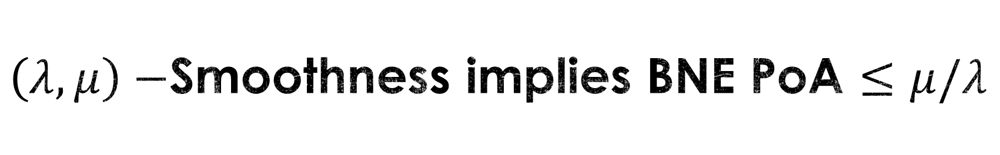 (λ, μ) −Smoothness implies BNE PoA ≤ μ/λ